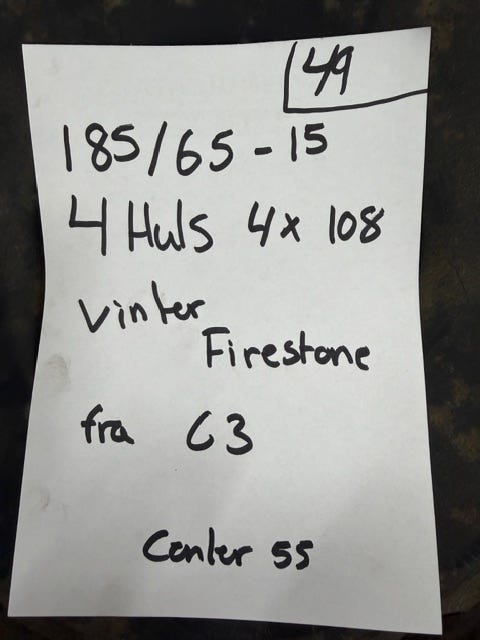 49
185/65-15
4 Huls 4x 108
Vinter
Firestone
fra C3
Center 55